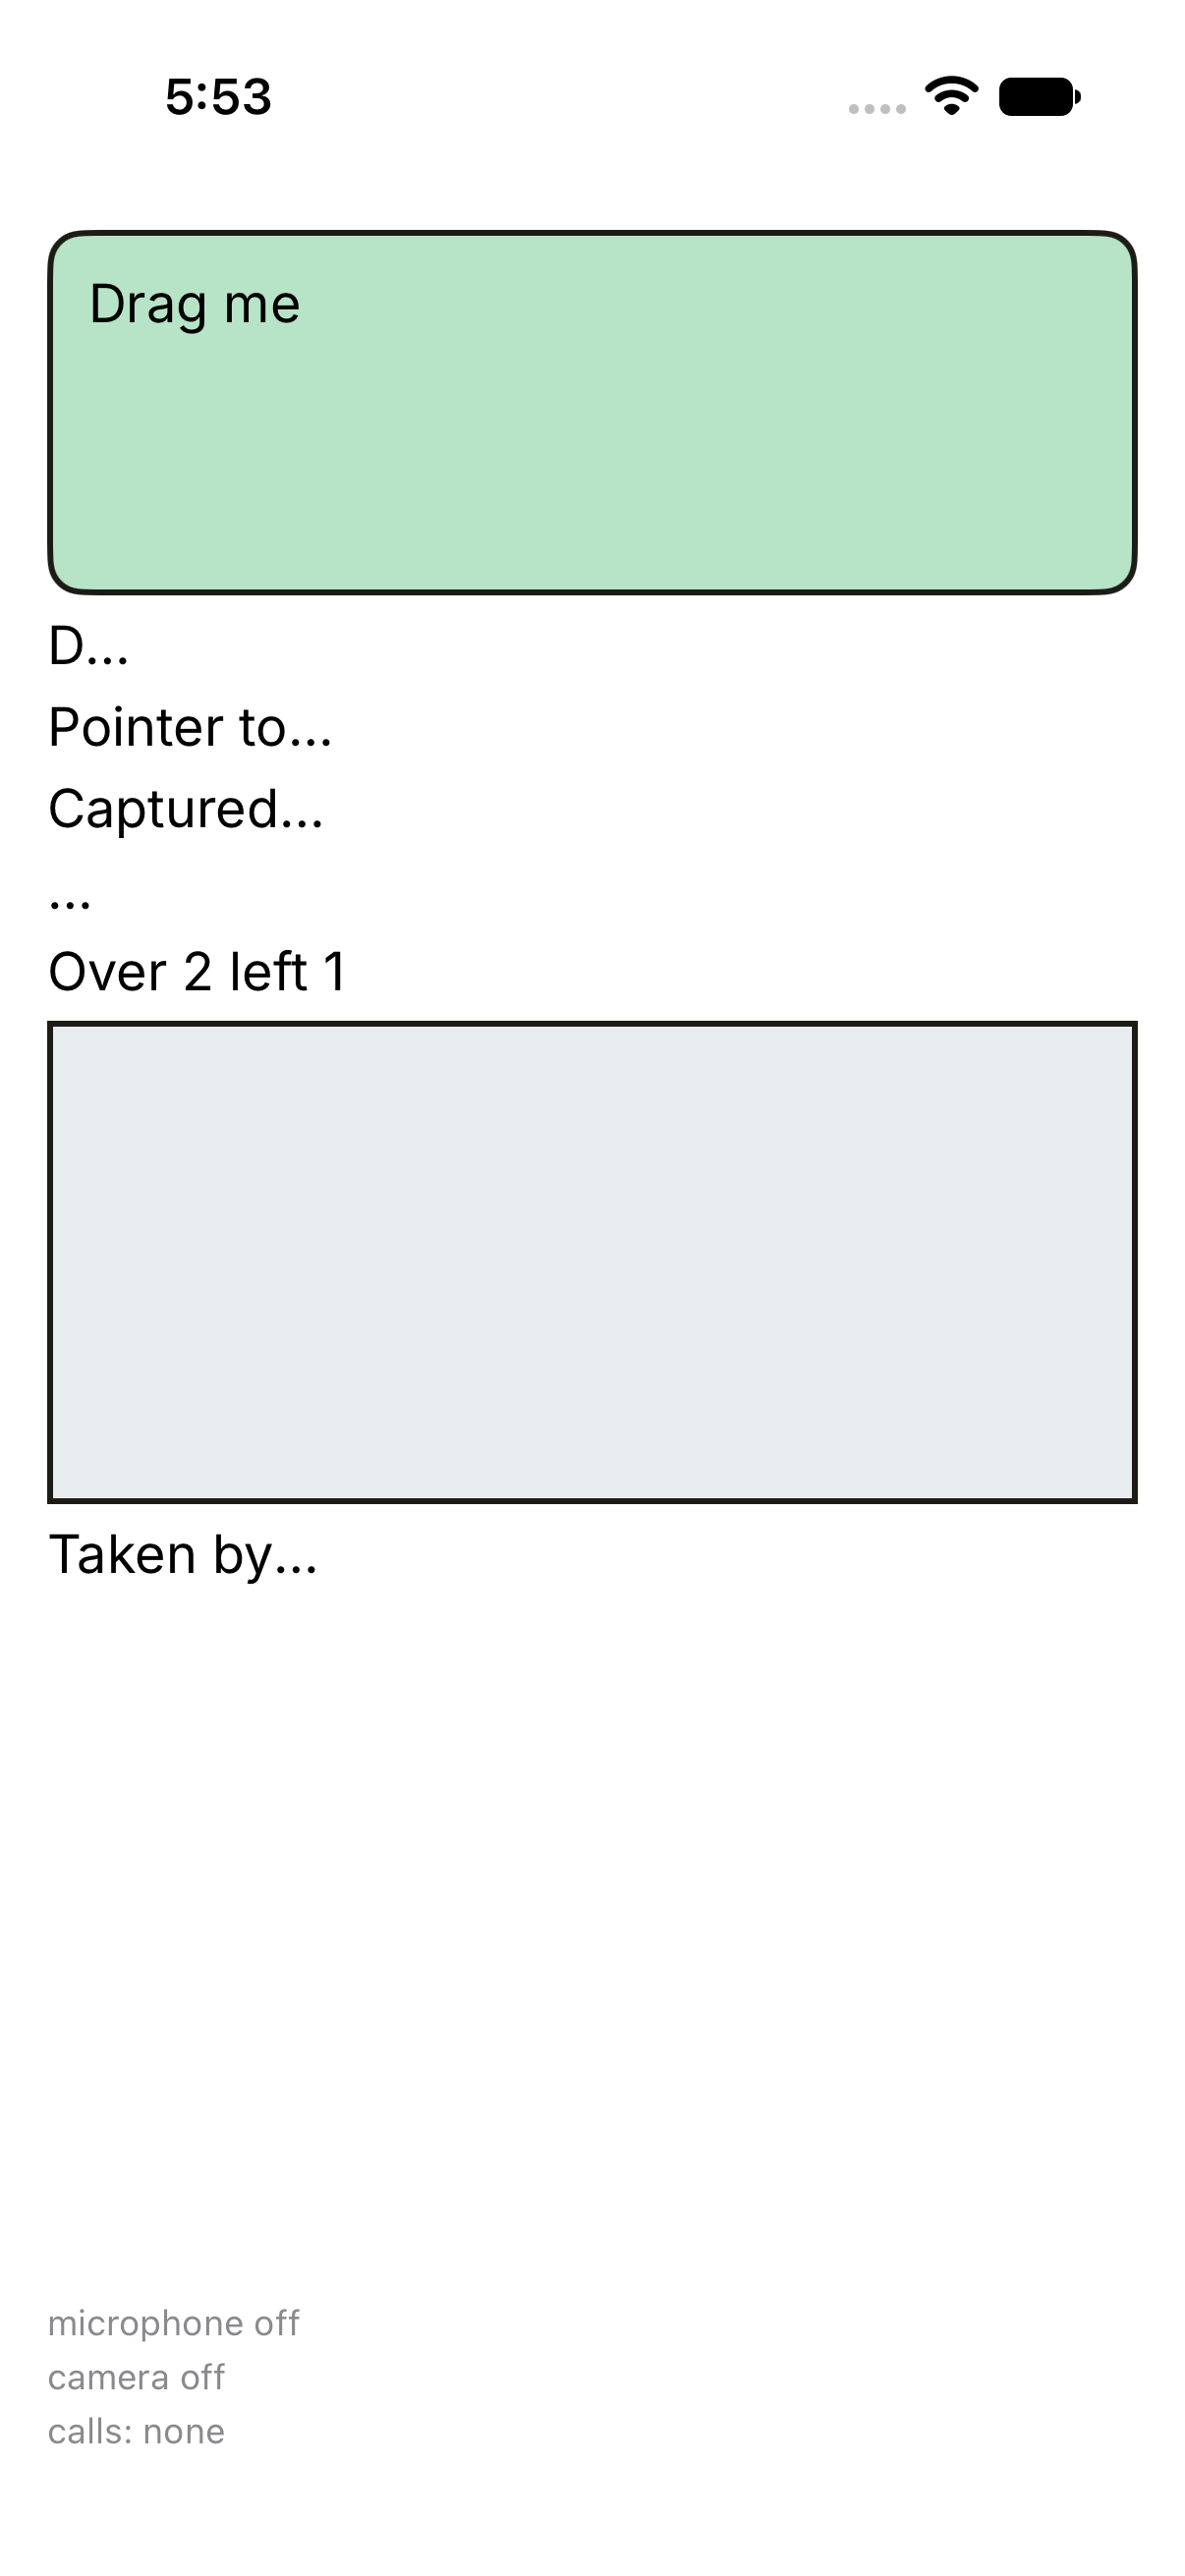 5:53
Drag me
D...
Pointer to...
Captured...
...
Over 2 left 1
Taken by...
microphone off
camera off
calls: none